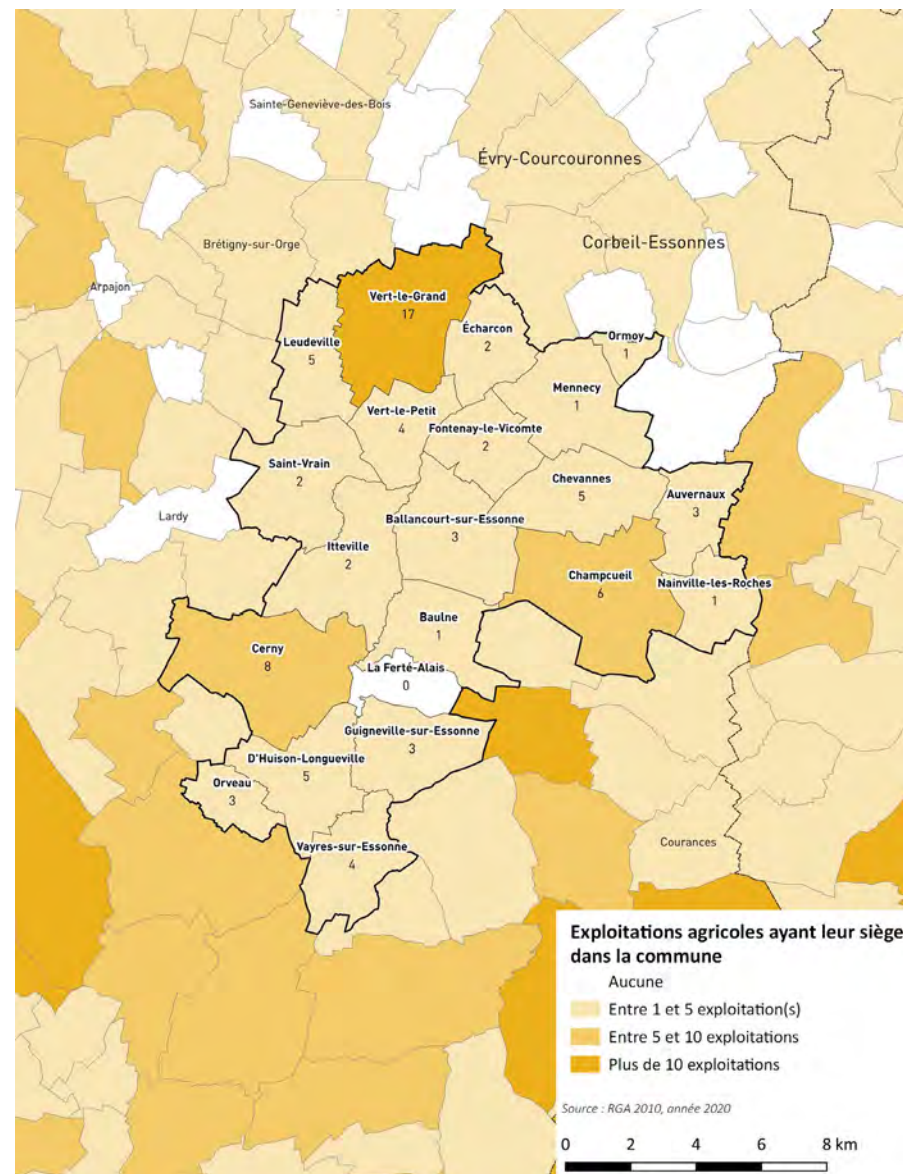 Sainte-Geneviève-des-Bois
Évry-Courcouronnes
Brétigny-sur-Orge
Corbeil-Essonnes
Arpajon
Vert-le-Grand
17
Écharcon
2
Ormoy
1
Leudeville
5
Mennecy
1
Vert-le-Petit
4
Fontenay-le-Vicomte
2
Saint-Vrain
2
Chevannes
5
Auvernaux
3
Lardy
Ballancourt-sur-Essonne
3
Itteville
2
Champcueil
6
Nainville-les-Roches
1
Baulne
1
Cerny
8
La Ferté-Alais
0
Guigneville-sur-Essonne
3
D'Huison-Longueville
5
Orveau
3
Vayres-sur-Essonne
4
Courances
Exploitations agricoles ayant leur siège
dans la commune
Aucune
Entre 1 et 5 exploitation(s)
Entre 5 et 10 exploitations
Plus de 10 exploitations
Source : RGA 2010, année 2020
0 2 4 6 8 km